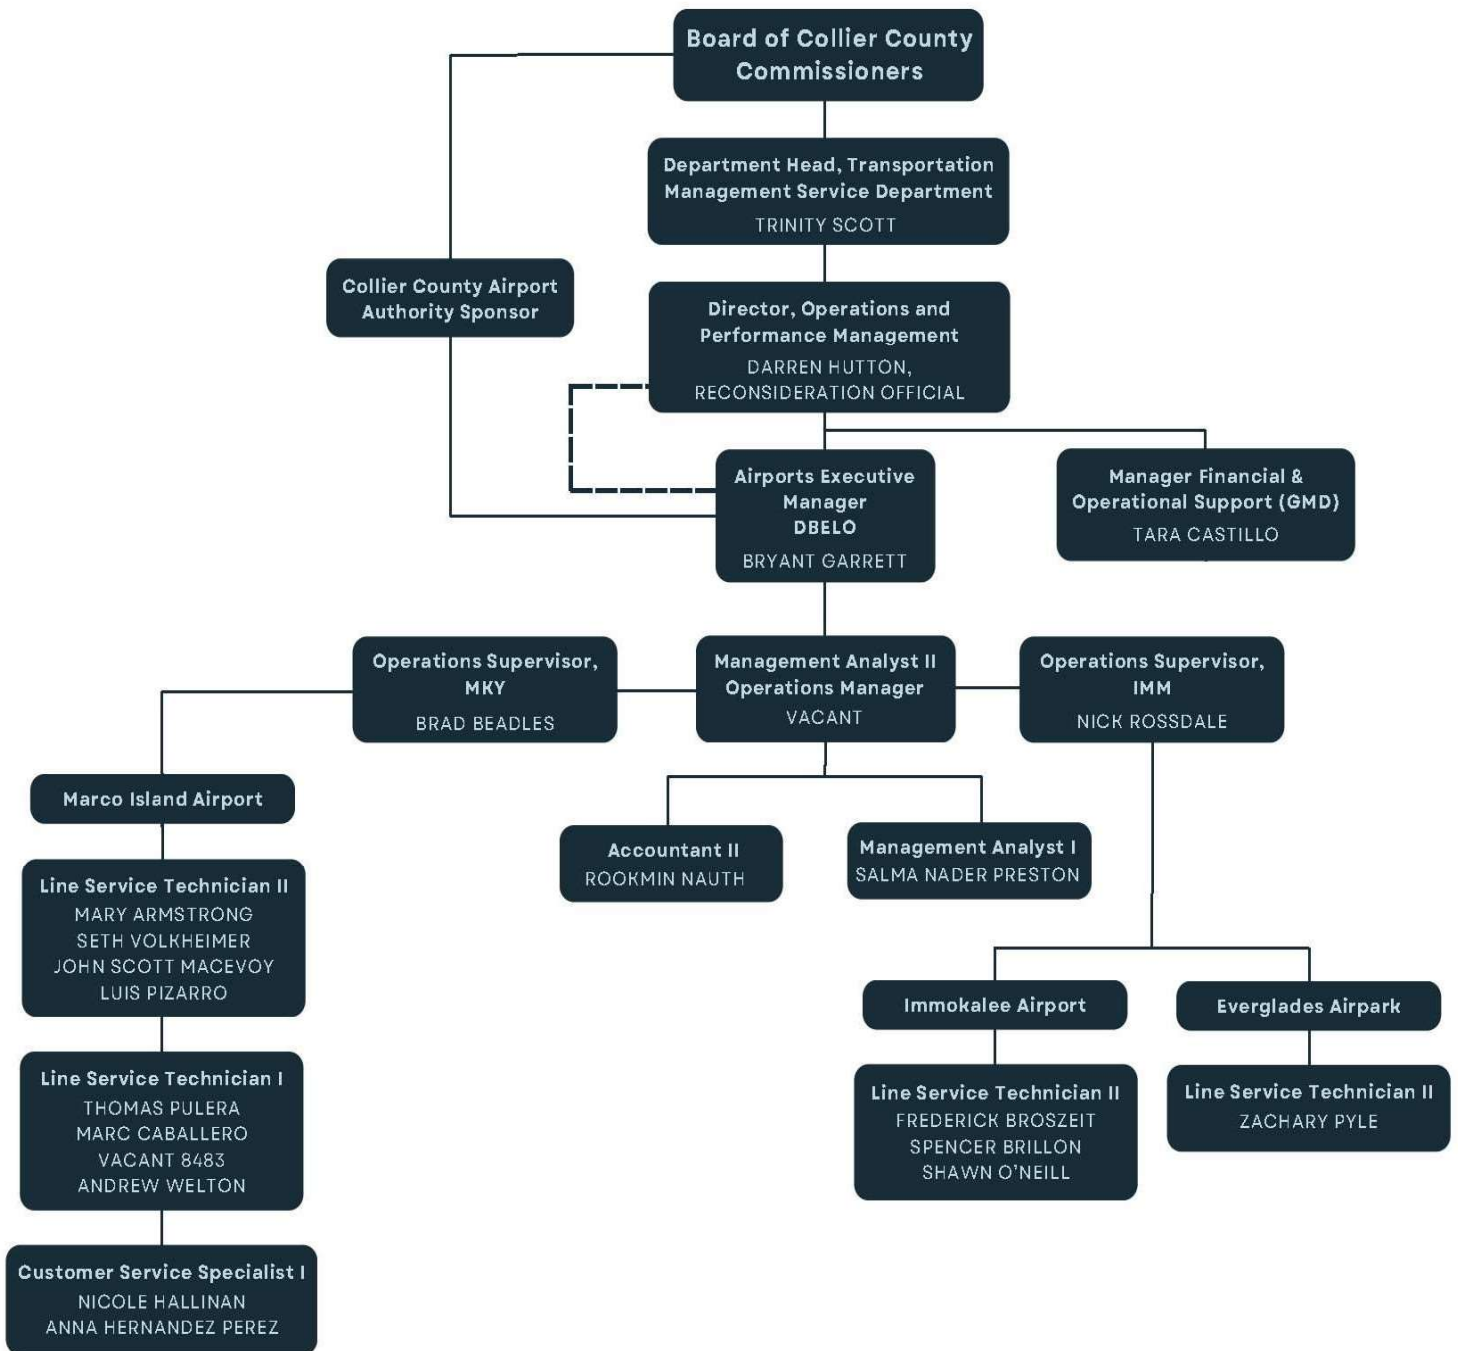 Board of Collier County
Commissioners
Department Head, Transportation
Management Service Department
TRINITY SCOTT
Collier County Airport
Authority Sponsor
Director, Operations and
Performance Management
DARREN HUTTON,
RECONSIDERATION OFFICIAL
Airports Executive
Manager
DBELO
BRYANT GARRETT
Manager Financial &
Operational Support (GMD)
TARA CASTILLO
Operations Supervisor,
MKY
BRAD BEADLES
Management Analyst II
Operations Manager
VACANT
Operations Supervisor,
IMM
NICK ROSSDALE
Marco Island Airport
Line Service Technician II
MARY ARMSTRONG
SETH VOLKHEIMER
JOHN SCOTT MACEVOY
LUIS PIZARRO
Line Service Technician I
THOMAS PULERA
MARC CABALLERO
VACANT 8483
ANDREW WELTON
Customer Service Specialist I
NICOLE HALLINAN
ANNA HERNANDEZ PEREZ
Accountant II
ROOKMIN NAUTH
Management Analyst I
SALMA NADER PRESTON
Immokalee Airport
Line Service Technician II
FREDERICK BROSZEIT
SPENCER BRILLON
SHAWN O'NEILL
Everglades Airpark
Line Service Technician II
ZACHARY PYLE